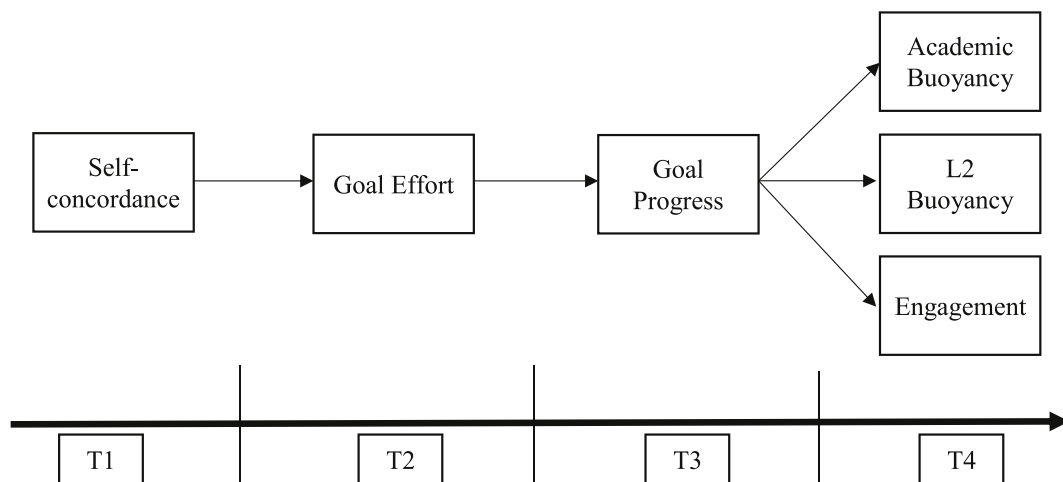 Self-
concordance
Goal Effort
Goal
Progress
Academic
Buoyancy
L2
Buoyancy
Engagement
T1
T2
T3
T4